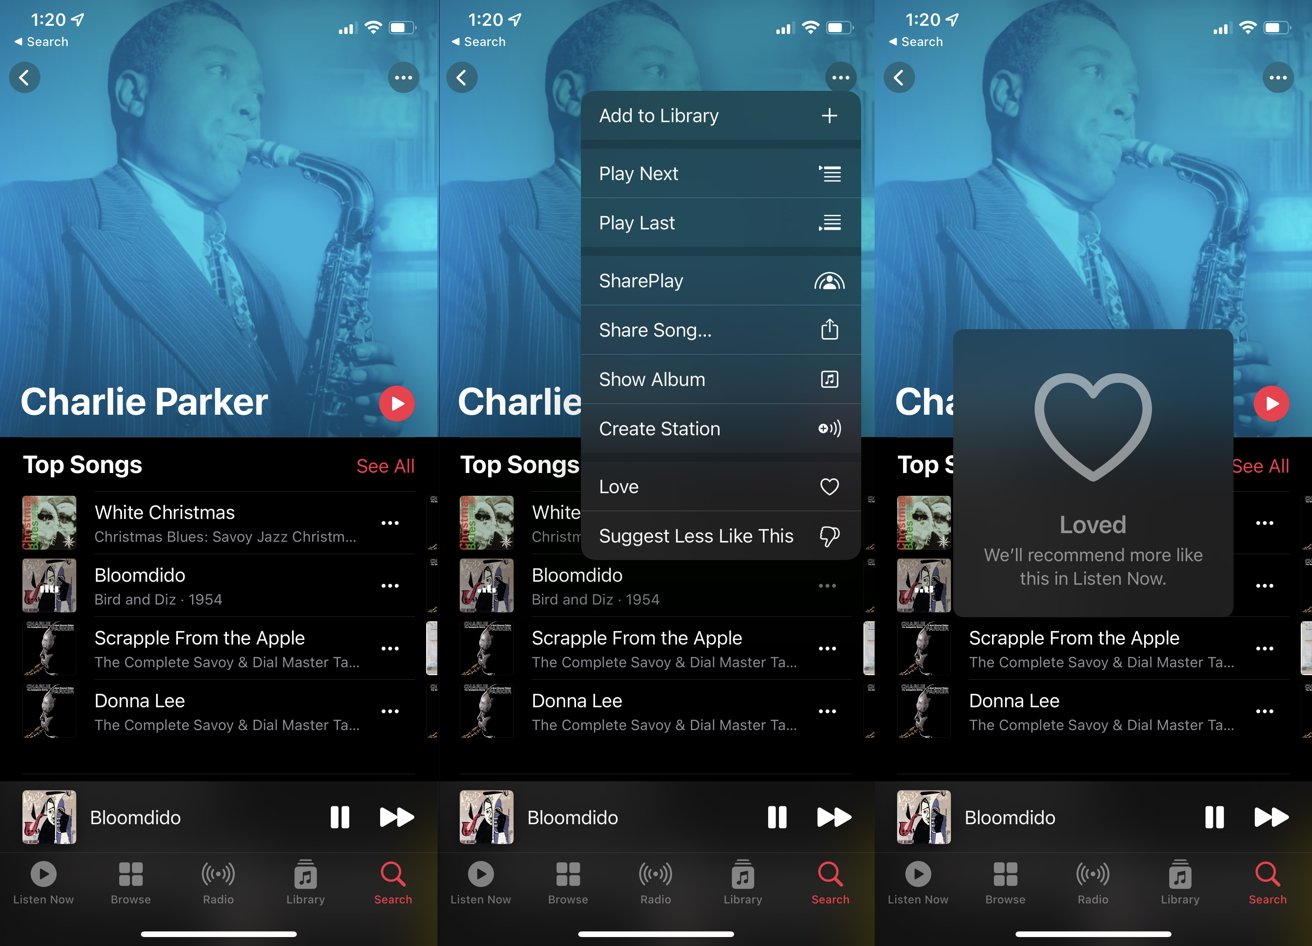 1:20
◀ Search
Charlie Parker
Top Songs
See All
White Christmas
Christmas Blues: Savoy Jazz Christm...
Bloomdido
Bird and Diz · 1954
Scrapple From the Apple
The Complete Savoy & Dial Master Ta...
Donna Lee
The Complete Savoy & Dial Master Ta...
Bloomdido
Listen Now
Browse
Radio
Library
Search
1:20
◀ Search
Add to Library
Play Next
Play Last
SharePlay
Share Song...
Show Album
Create Station
Love
Suggest Less Like This
Charlie
Top Songs
White
Christm
Bloomdido
Bird and Diz · 1954
Scrapple From the Apple
The Complete Savoy & Dial Master Ta...
Donna Lee
The Complete Savoy & Dial Master Ta...
Bloomdido
Listen Now
Browse
Radio
Library
Search
1:20
◀ Search
Cha
Top S
See All
Loved
We’ll recommend more like
this in Listen Now.
Scrapple From the Apple
The Complete Savoy & Dial Master Ta...
Donna Lee
The Complete Savoy & Dial Master Ta...
Bloomdido
Listen Now
Browse
Radio
Library
Search